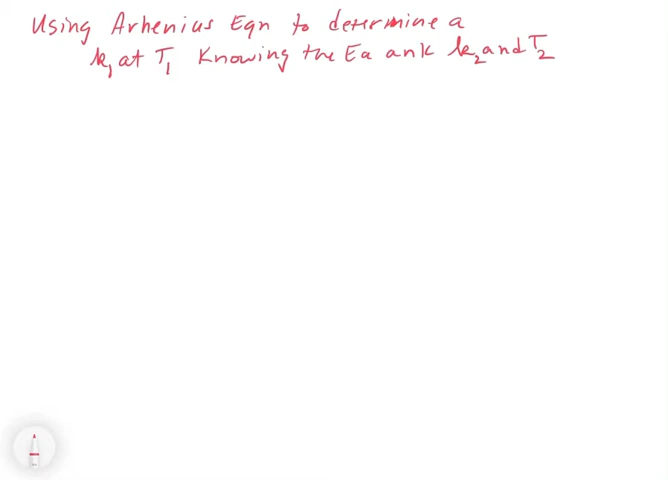 Using Arhenius Eqn to determine a
k₁ at T₁ Knowing the Ea ank k₂ and T₂